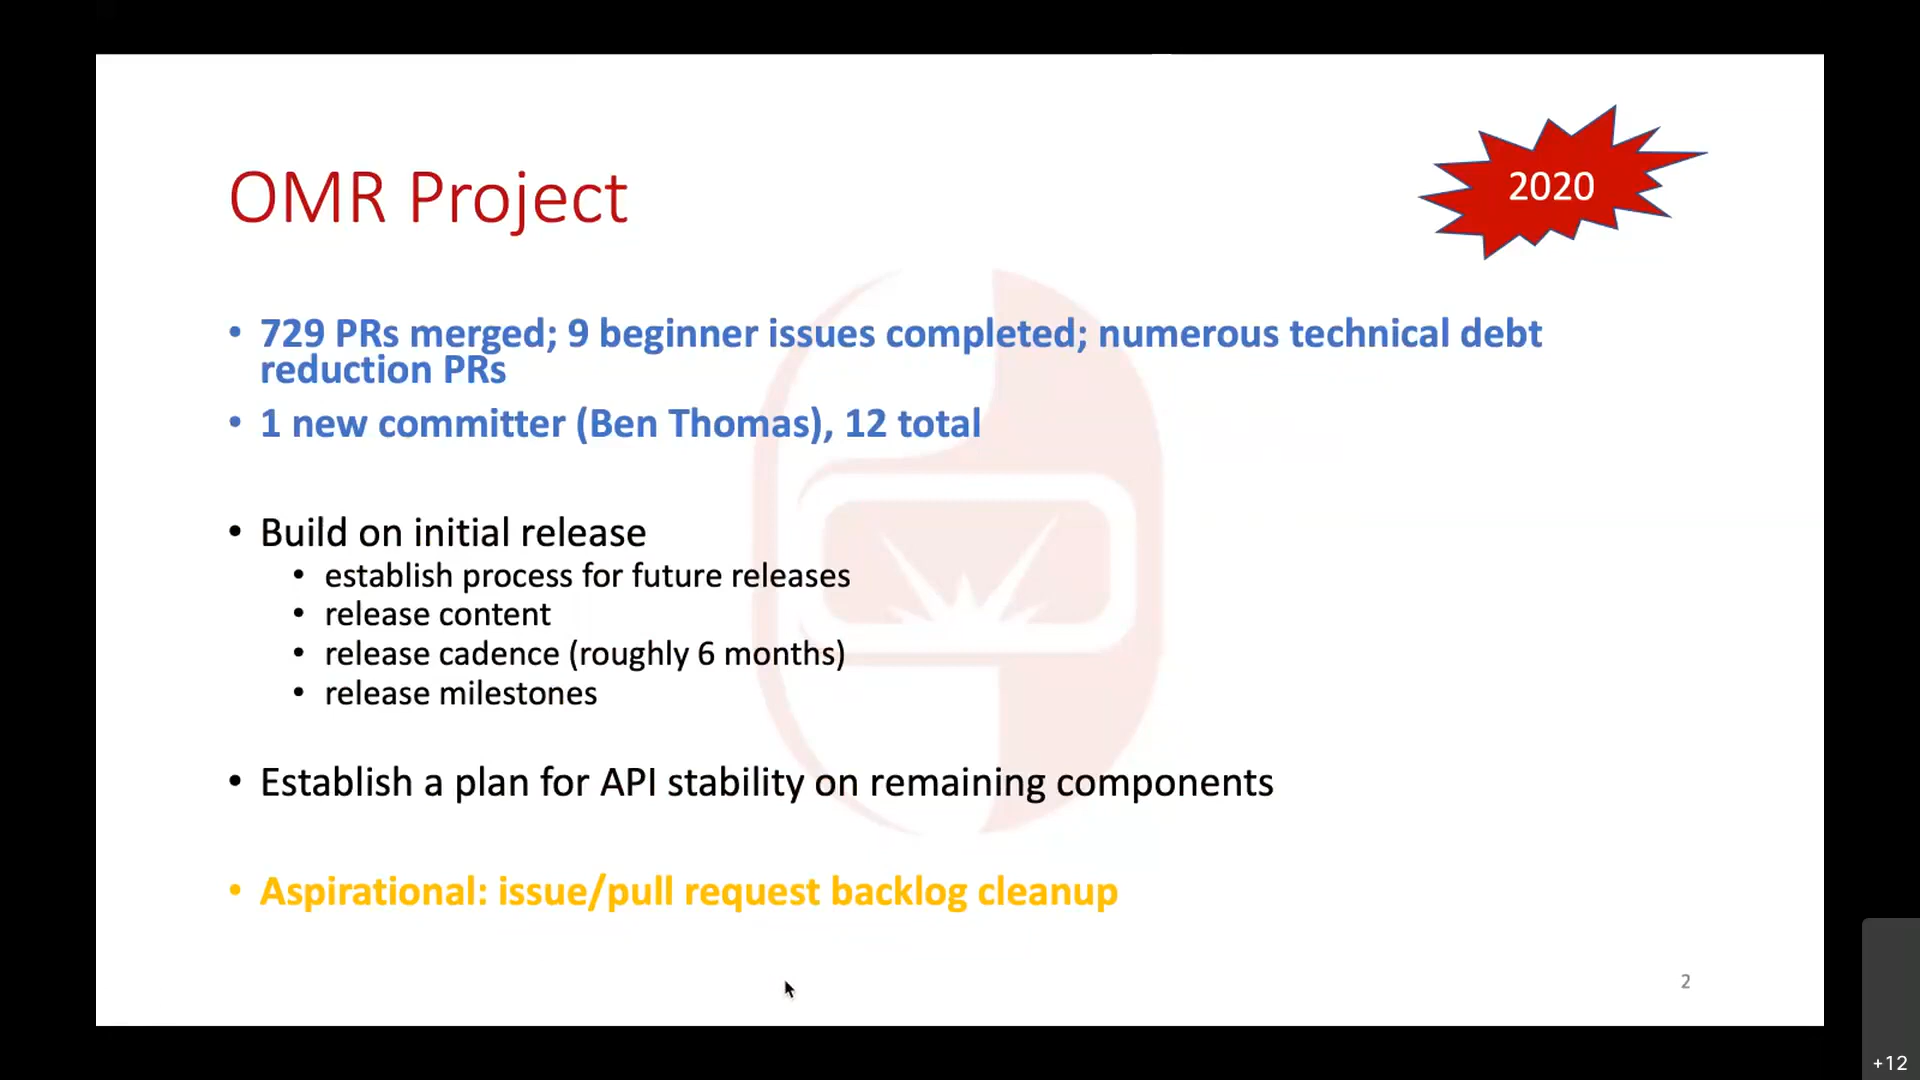 2020
OMR Project
• 729 PRs merged; 9 beginner issues completed; numerous technical debt
reduction PRs
• 1 new committer (Ben Thomas), 12 total
• Build on initial release
• establish process for future releases
• release content
• release cadence (roughly 6 months)
• release milestones
• Establish a plan for API stability on remaining components
• Aspirational: issue/pull request backlog cleanup
2
+12